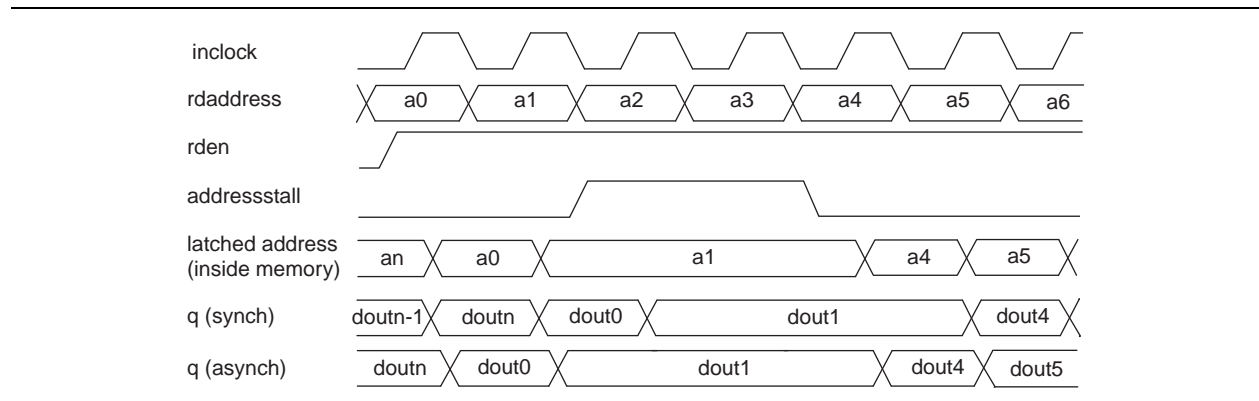 inclock
rdaddress a0 a1 a2 a3 a4 a5 a6
rden
addressstall
latched address
(inside memory) an a0 a1 a4 a5
q (synch) doutn-1 doutn dout0 dout1 dout4
q (asynch) doutn dout0 dout1 dout4 dout5